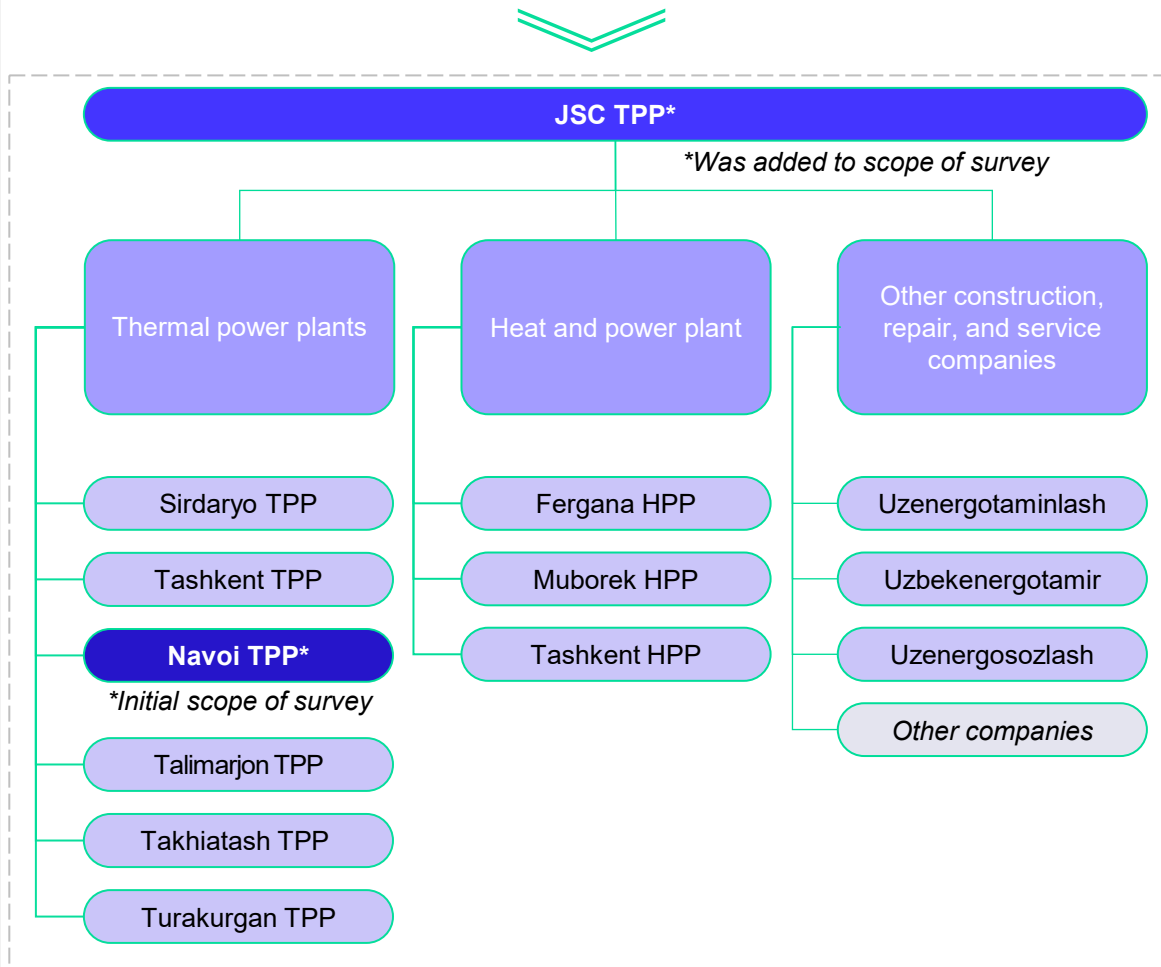 JSC TPP*
*Was added to scope of survey
Thermal power plants
Heat and power plant
Other construction,
repair, and service
companies
Sirdaryo TPP
Tashkent TPP
Navoi TPP*
*Initial scope of survey
Talimarjon TPP
Takhiatash TPP
Turakurgan TPP
Fergana HPP
Muborek HPP
Tashkent HPP
Uzenergotaminlash
Uzbekenergotamir
Uzenergosozlash
Other companies